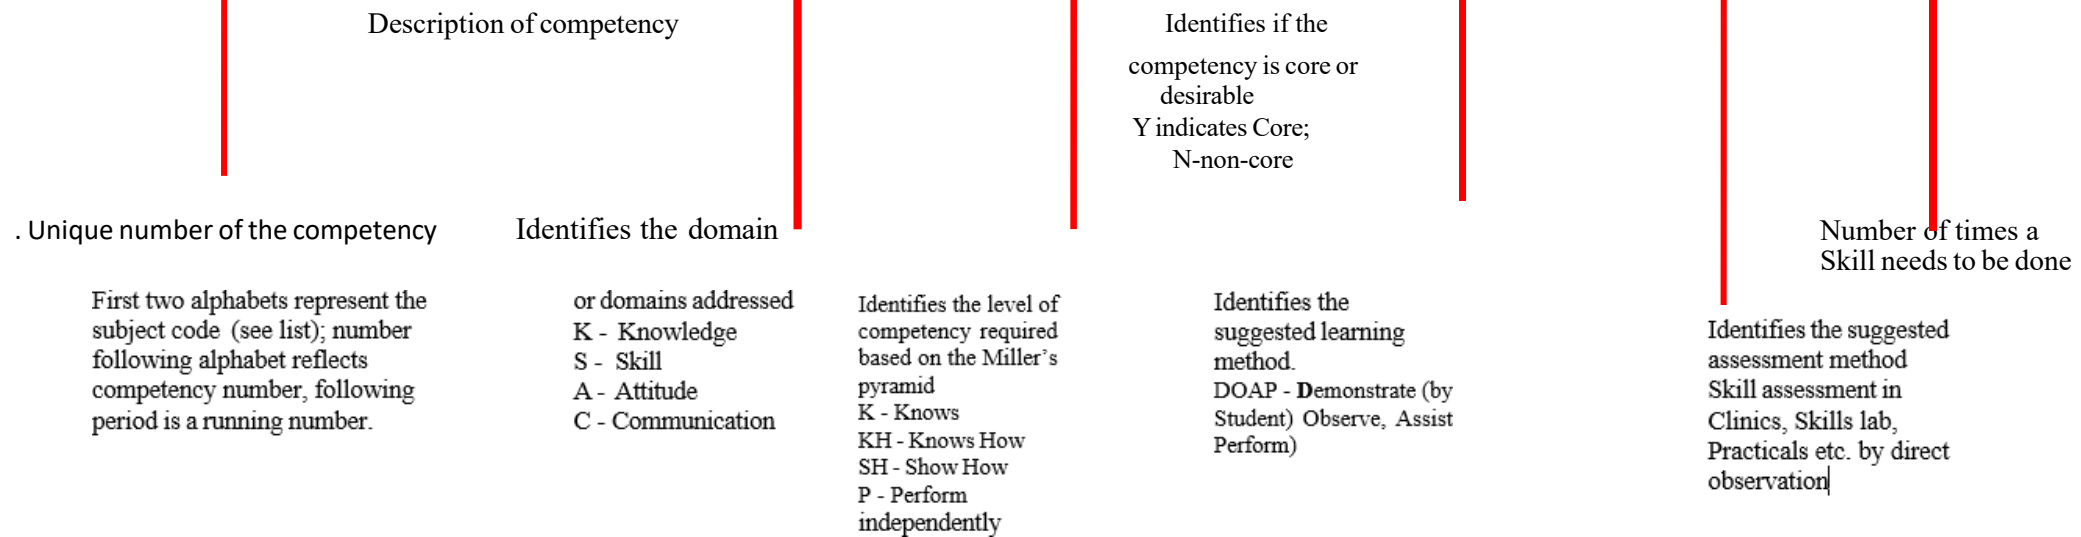 Description of competency
Identifies if the
competency is core or
desirable
Y indicates Core;
N-non-core
. Unique number of the competency
First two alphabets represent the
subject code (see list); number
following alphabet reflects
competency number, following
period is a running number.
Identifies the domain
or domains addressed
K - Knowledge
S - Skill
A - Attitude
C - Communication
Identifies the level of
competency required
based on the Miller's
pyramid
K - Knows
KH - Knows How
SH - Show How
P - Perform
independently
Identifies the
suggested learning
method.
DOAP - Demonstrate (by
Student) Observe, Assist
Perform)
Identifies the suggested
assessment method
Skill assessment in
Clinics, Skills lab,
Practicals etc. by direct
observation
Number of times a
Skill needs to be done